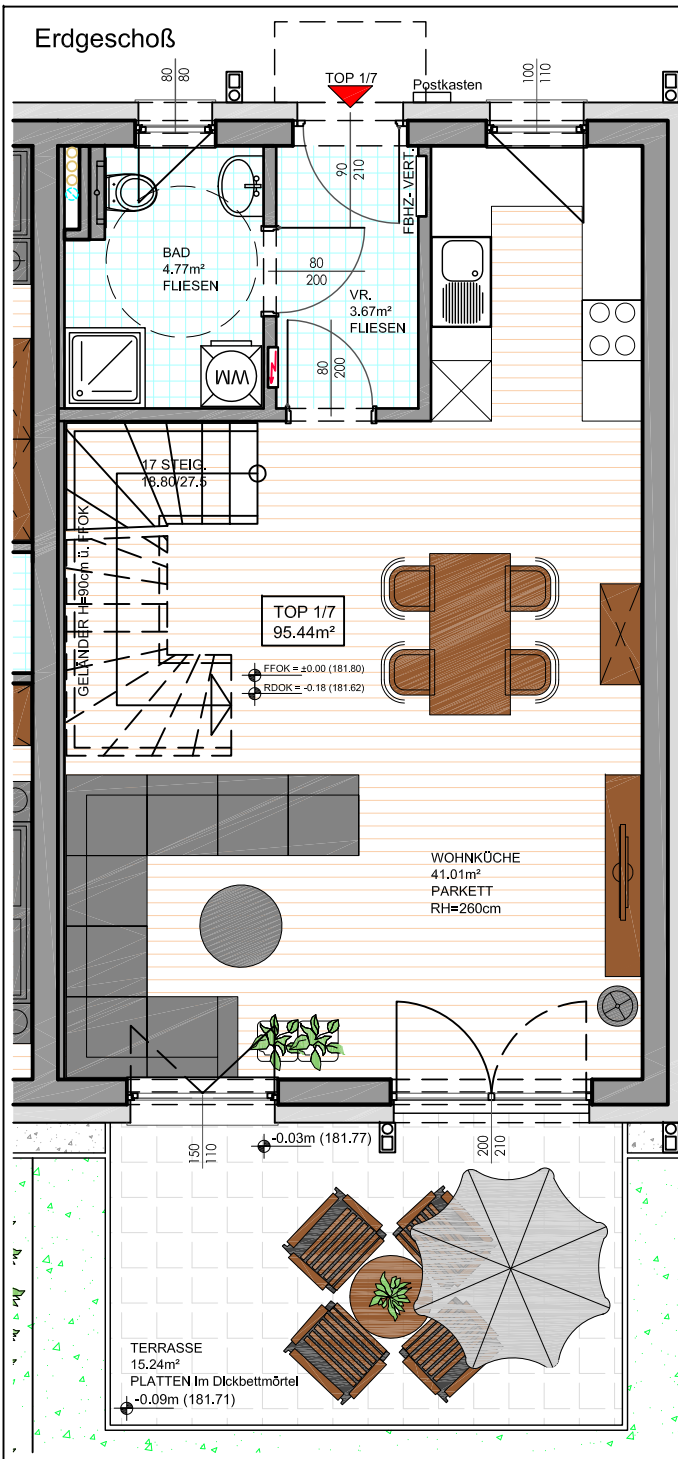 Erdgeschoß
80
80
TOP 1/7
Postkasten
100
110
90
210
FBHZ- VERT.
BAD
4.77m²
FLIESEN
80
200
VR.
3.67m²
FLIESEN
80
200
WM
17 STEIG.
18.80/27.5
GELÄNDER H=90cm ü. FFOK
TOP 1/7
95.44m²
FFOK = ±0.00 (181.80)
RDOK = -0.18 (181.62)
WOHNKÜCHE
41.01m²
PARKETT
RH=260cm
150
110
-0.03m (181.77)
200
210
TERRASSE
15.24m²
PLATTEN im Dickbettmörtel
-0.09m (181.71)